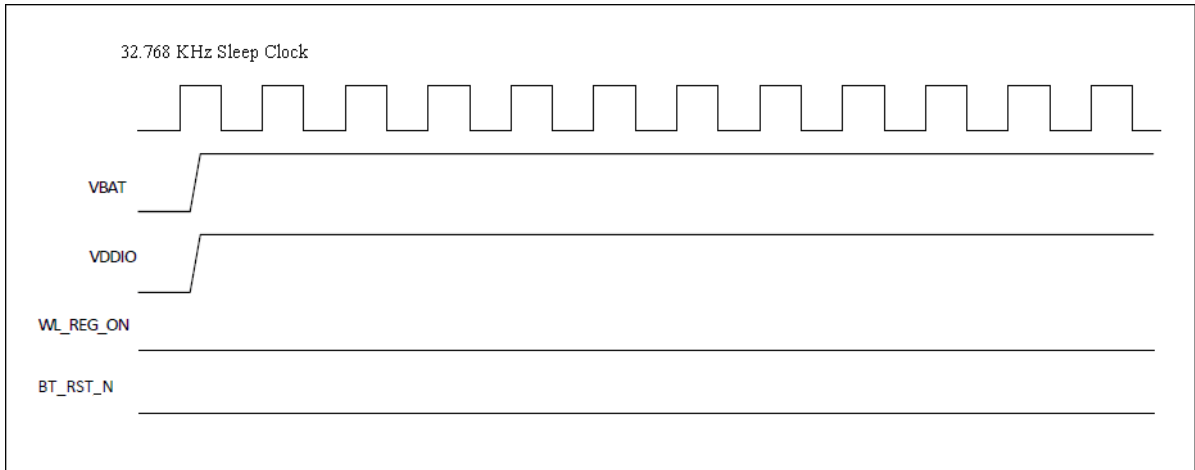 32.768 KHz Sleep Clock
VBAT
VDDIO
WL_REG_ON
BT_RST_N